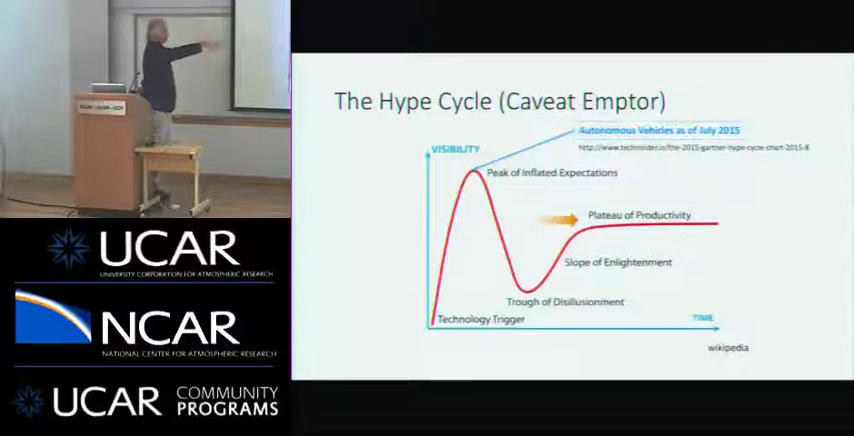 The Hype Cycle (Caveat Emptor)
Autonomous Vehicles as of July 2015
http://www.techinsider.io/the-2015-gartner-hype-cycle-chart-2015-8
VISIBILITY
Peak of Inflated Expectations
Plateau of Productivity
Slope of Enlightenment
Trough of Disillusionment
Technology Trigger
TIME
wikipedia
UCAR
UNIVERSITY CORPORATION FOR ATMOSPHERIC RESEARCH
NCAR
NATIONAL CENTER FOR ATMOSPHERIC RESEARCH
UCAR COMMUNITY
PROGRAMS